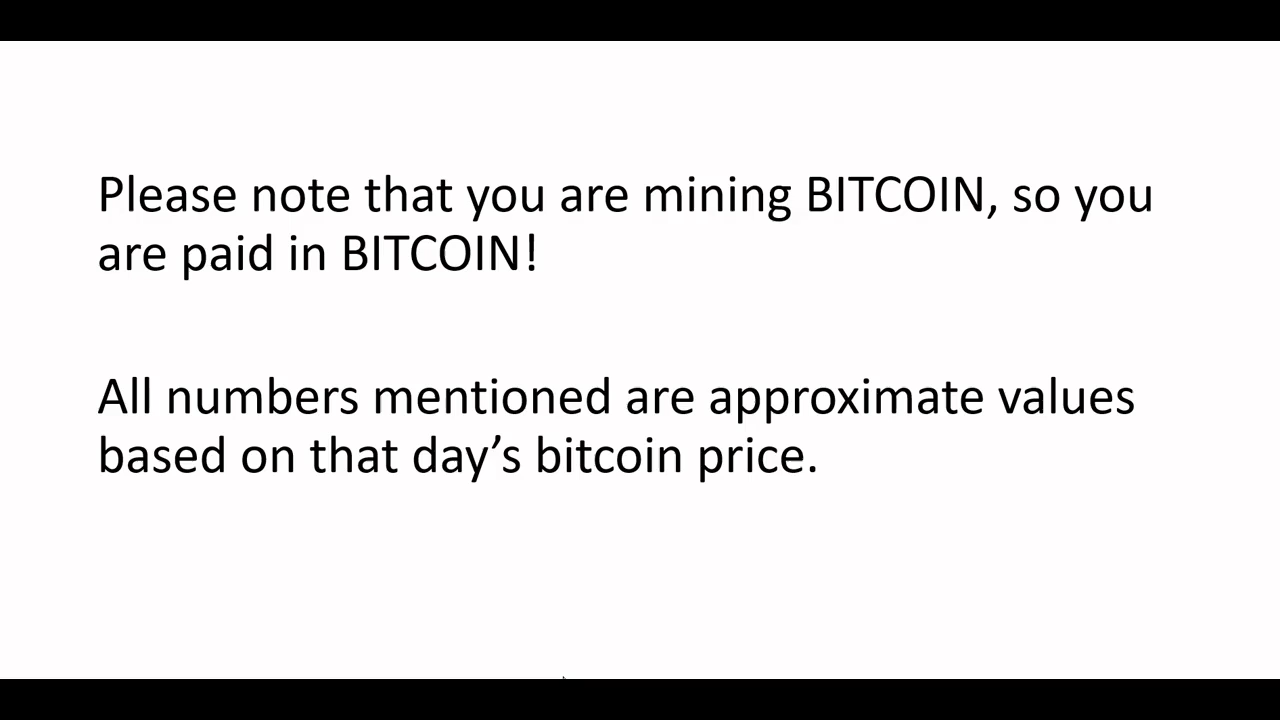 Please note that you are mining BITCOIN, so you
are paid in BITCOIN!
All numbers mentioned are approximate values
based on that day’s bitcoin price.